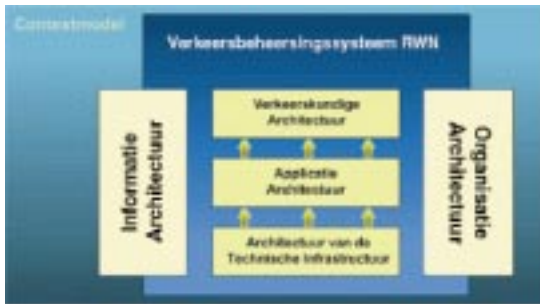 Contextmodel
Verkeersbeheersingssysteem RWN
Informatie
Architectuur
Verkeerskundige
Architectuur
Applicatie
Architectuur
Architectuur van de
Technische Infrastructuur
Organisatie
Architectuur